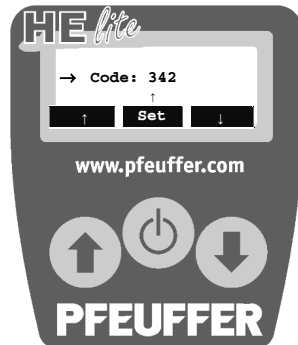 HE lite
→ Code: 342
↑
↑ Set ↓
www.pfeuffer.com
PFEUFFER